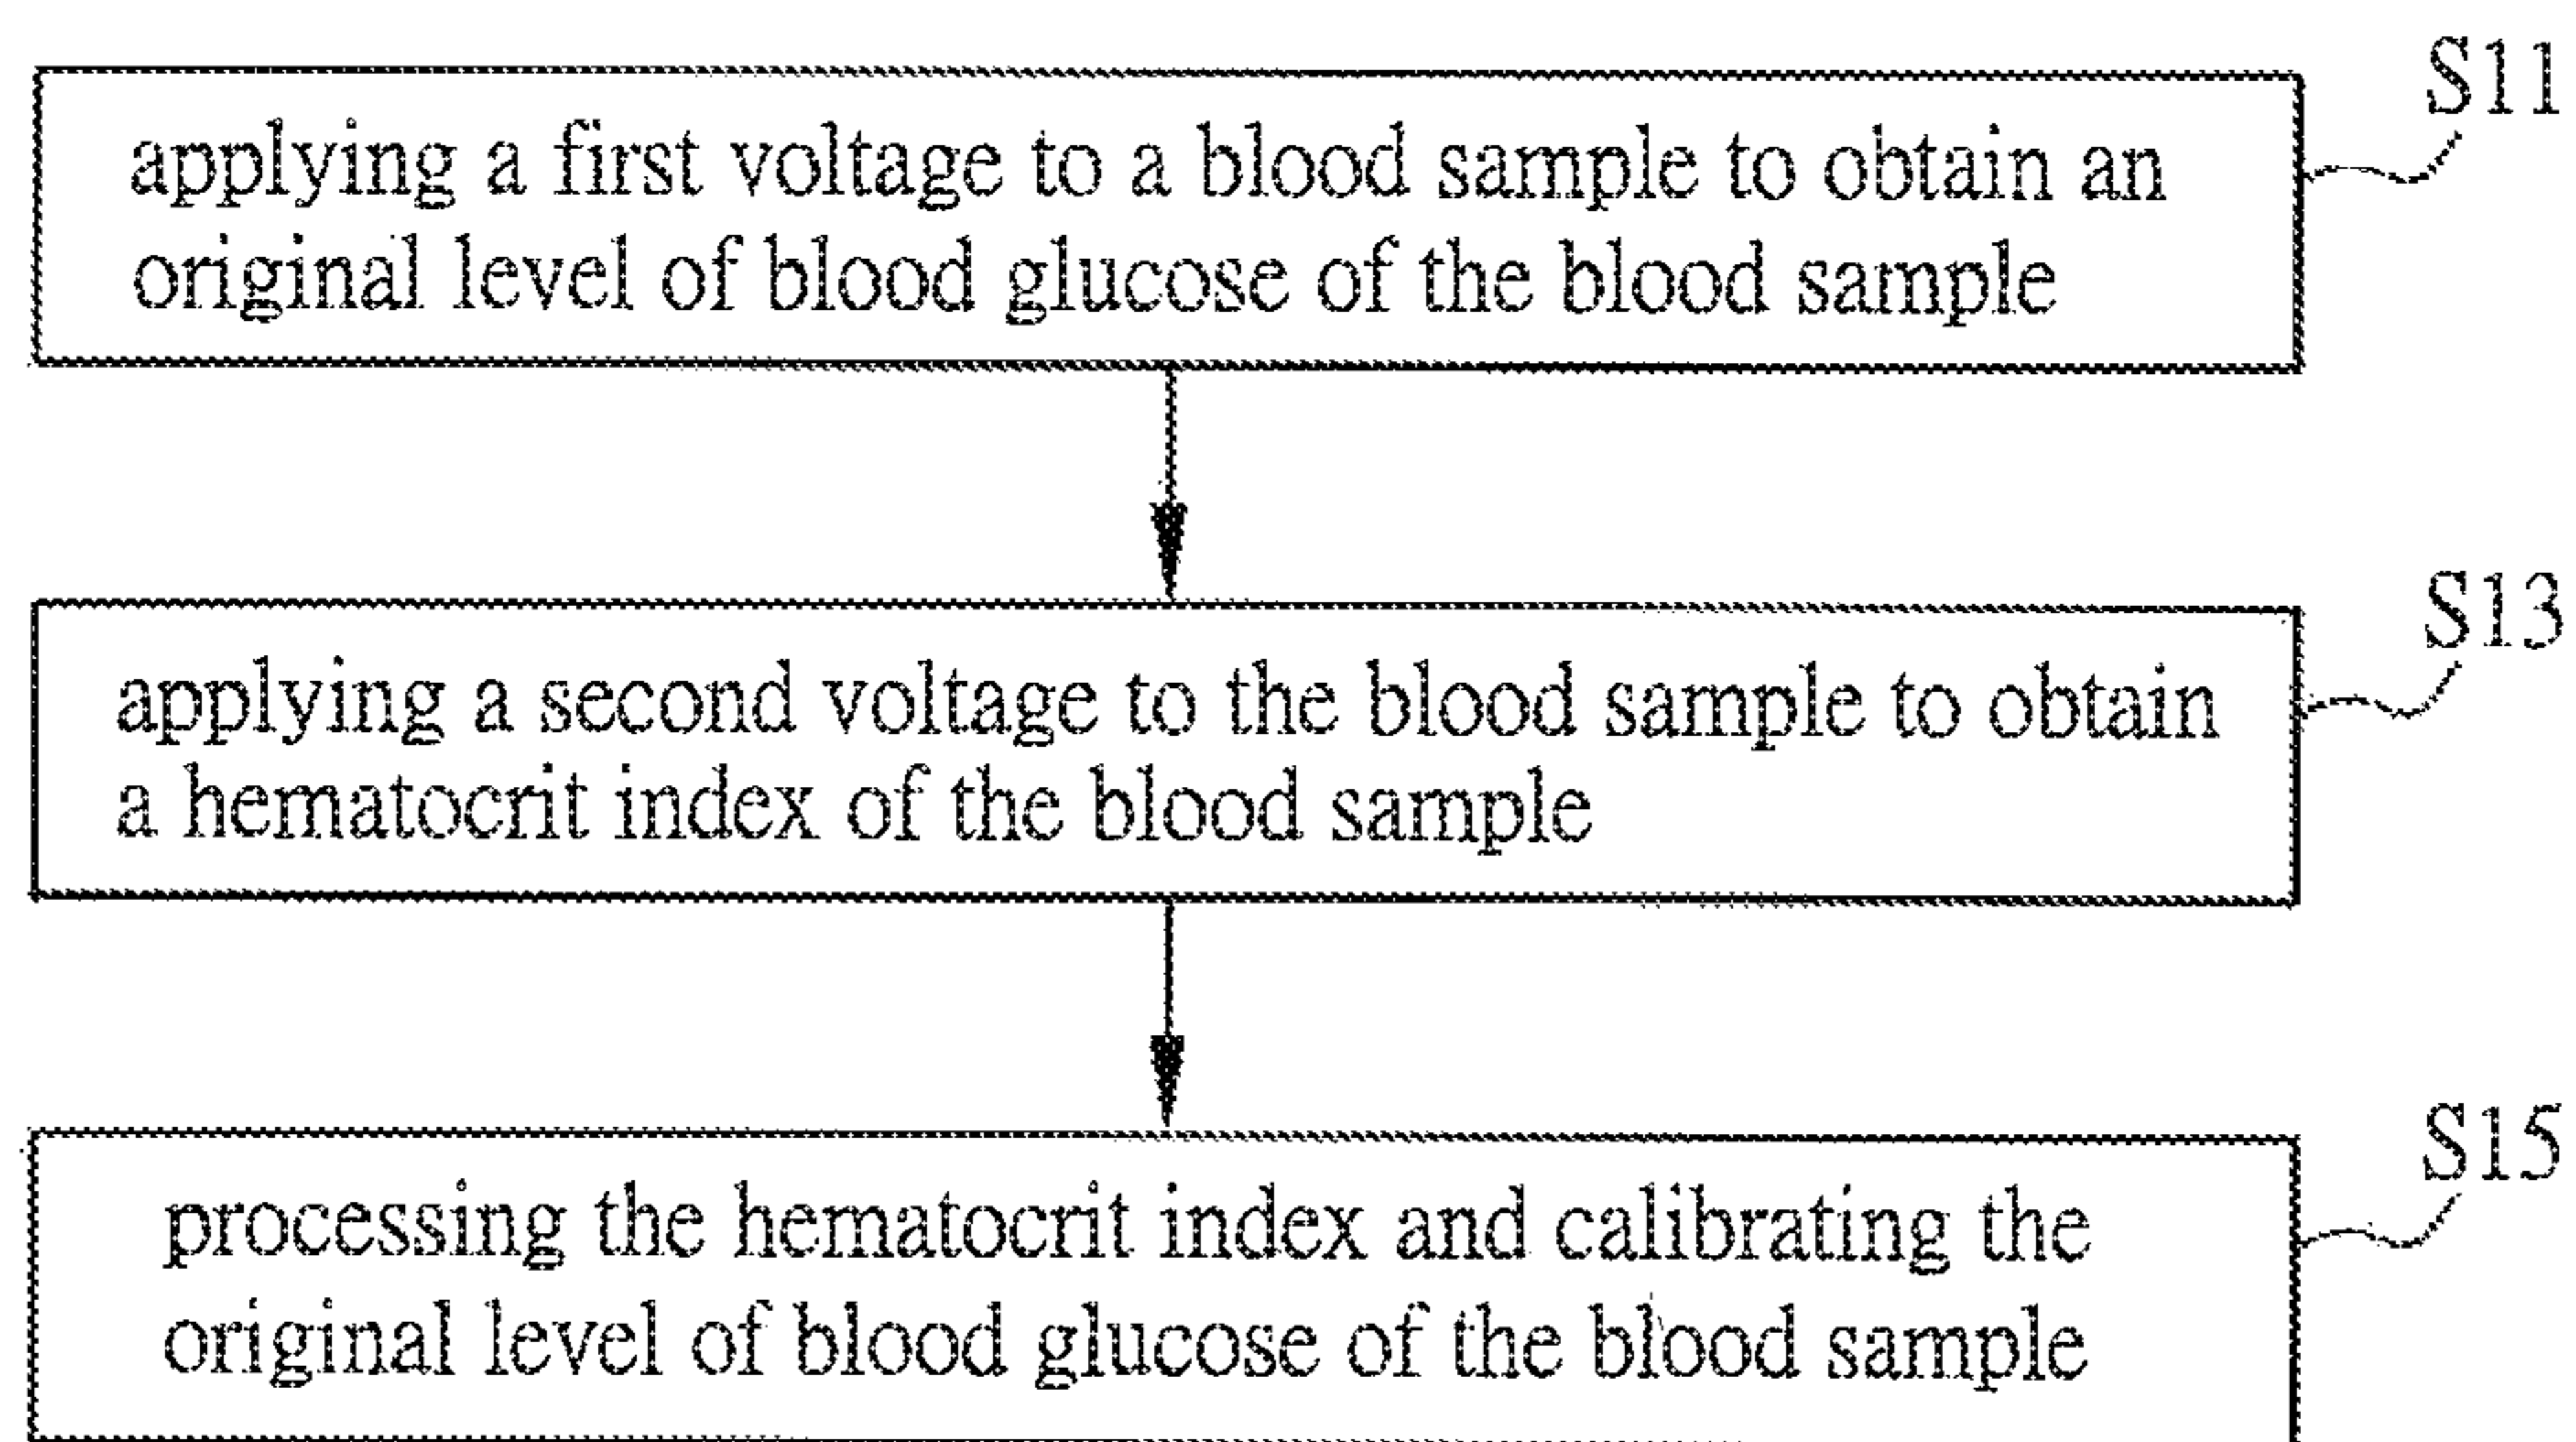 S11
applying a first voltage to a blood sample to obtain an
original level of blood glucose of the blood sample
S13
applying a second voltage to the blood sample to obtain
a hematocrit index of the blood sample
S15
processing the hematocrit index and calibrating the
original level of blood glucose of the blood sample